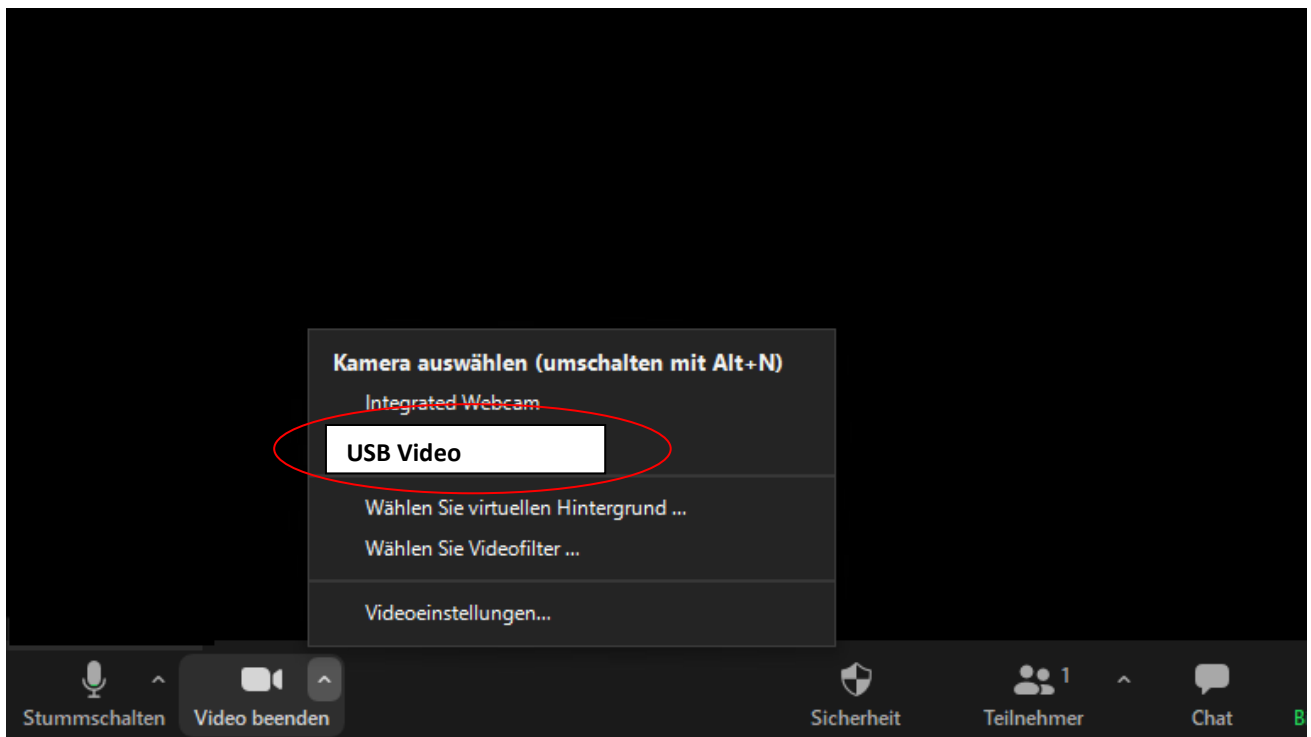 Kamera auswählen (umschalten mit Alt+N)
Integrated Webcam
USB Video
Wählen Sie virtuellen Hintergrund ...
Wählen Sie Videofilter ...
Videoeinstellungen...
1
Stummschalten Video beenden Sicherheit Teilnehmer Chat